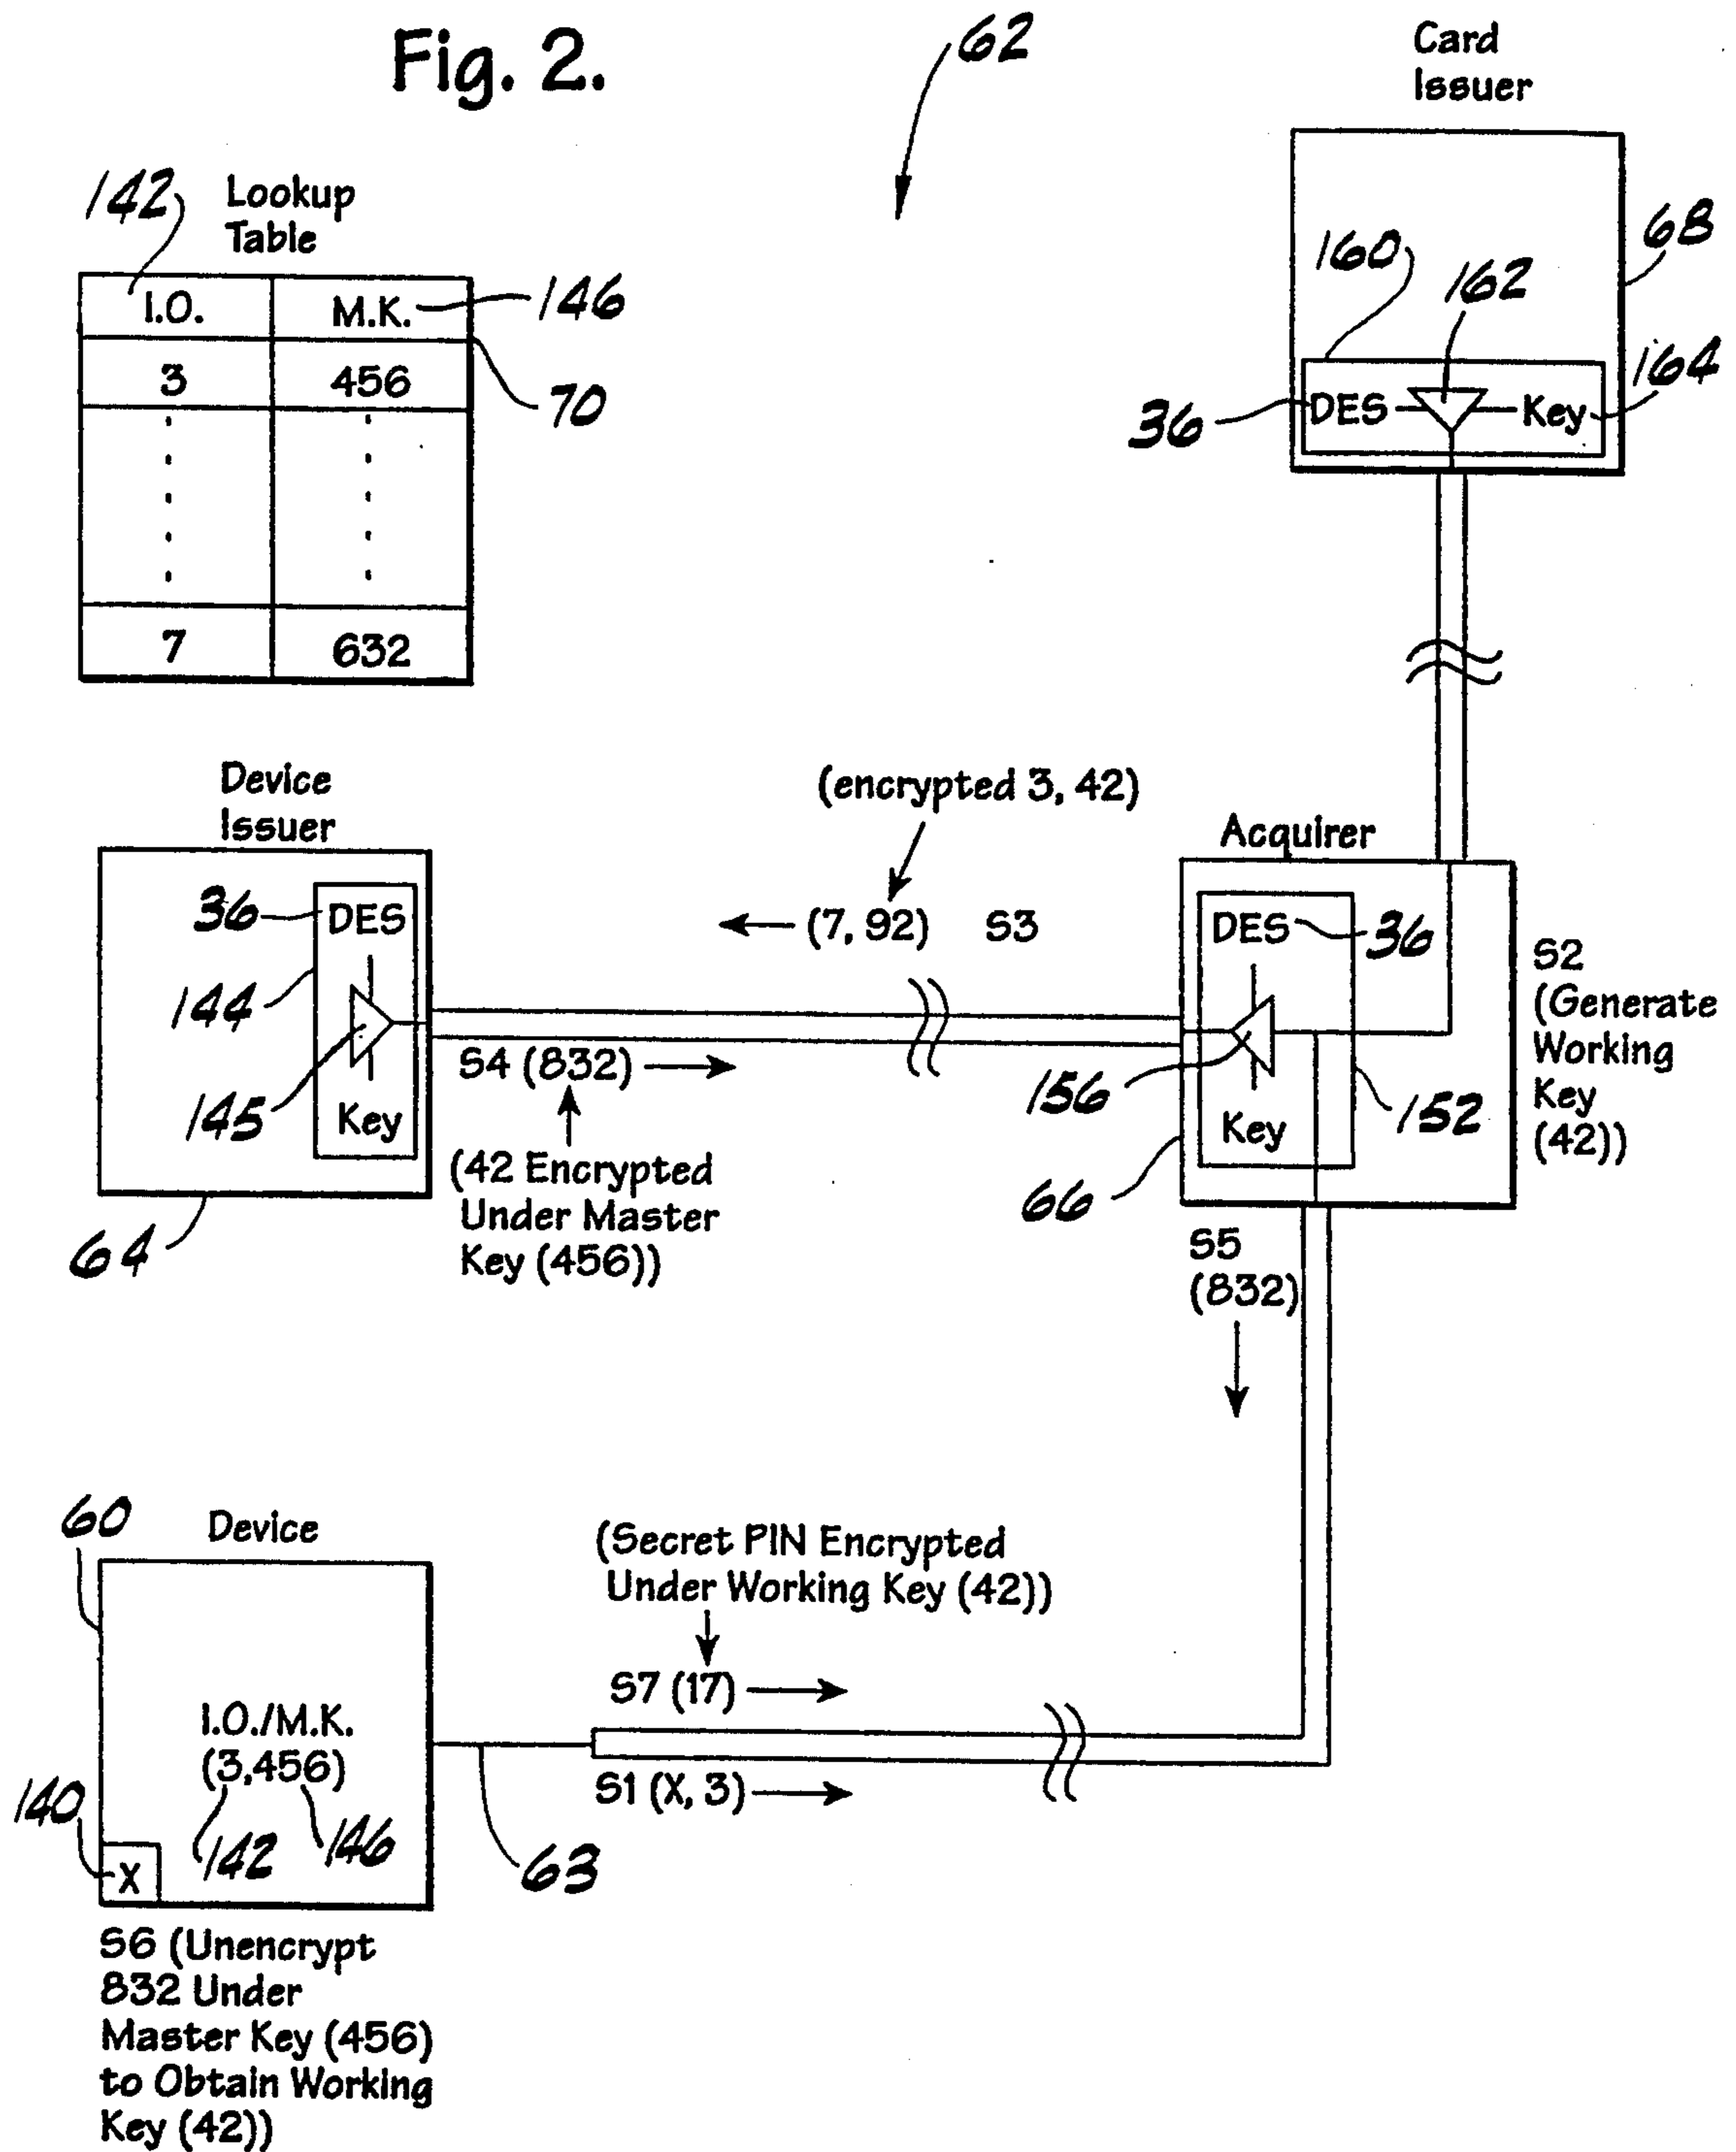 Fig. 2.
62
Card
Issuer
68
160
162
164
36
DES
Key
142
Lookup
Table
I.O.
M.K.
146
3
456
70
7
632
Device
Issuer
36
DES
144
145
Key
64
(encrypted 3, 42)
(7, 92)
S3
S4 (832)
(42 Encrypted
Under Master
Key (456))
Acquirer
DES
36
156
Key
152
66
S2
(Generate
Working
Key
(42))
S5
(832)
60
Device
(Secret PIN Encrypted
Under Working Key (42))
S7 (17)
I.O./M.K.
(3,456)
S1 (X, 3)
140
X
142
146
63
S6 (Unencrypt
832 Under
Master Key (456)
to Obtain Working
Key (42))